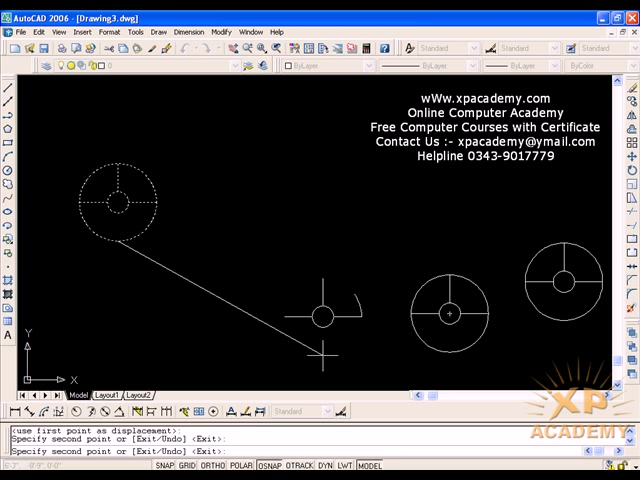 AutoCAD 2006 - [Drawing3.dwg]
File Edit View Insert Format Tools Draw Dimension Modify Window Help
Standard Standard Standard
0 ByLayer ByLayer ByLayer ByColor
wWw.xpacademy.com
Online Computer Academy
Free Computer Courses with Certificate
Contact Us :- xpacademy@ymail.com
Helpline 0343-9017779
Y
X
Model Layout1 Layout2
Standard
XP
ACADEMY
<use first point as displacement>:
Specify second point or [Exit/Undo] <Exit>:
Specify second point or [Exit/Undo] <Exit>:
SNAP GRID ORTHO POLAR OSNAP OTRACK DYN LWT MODEL